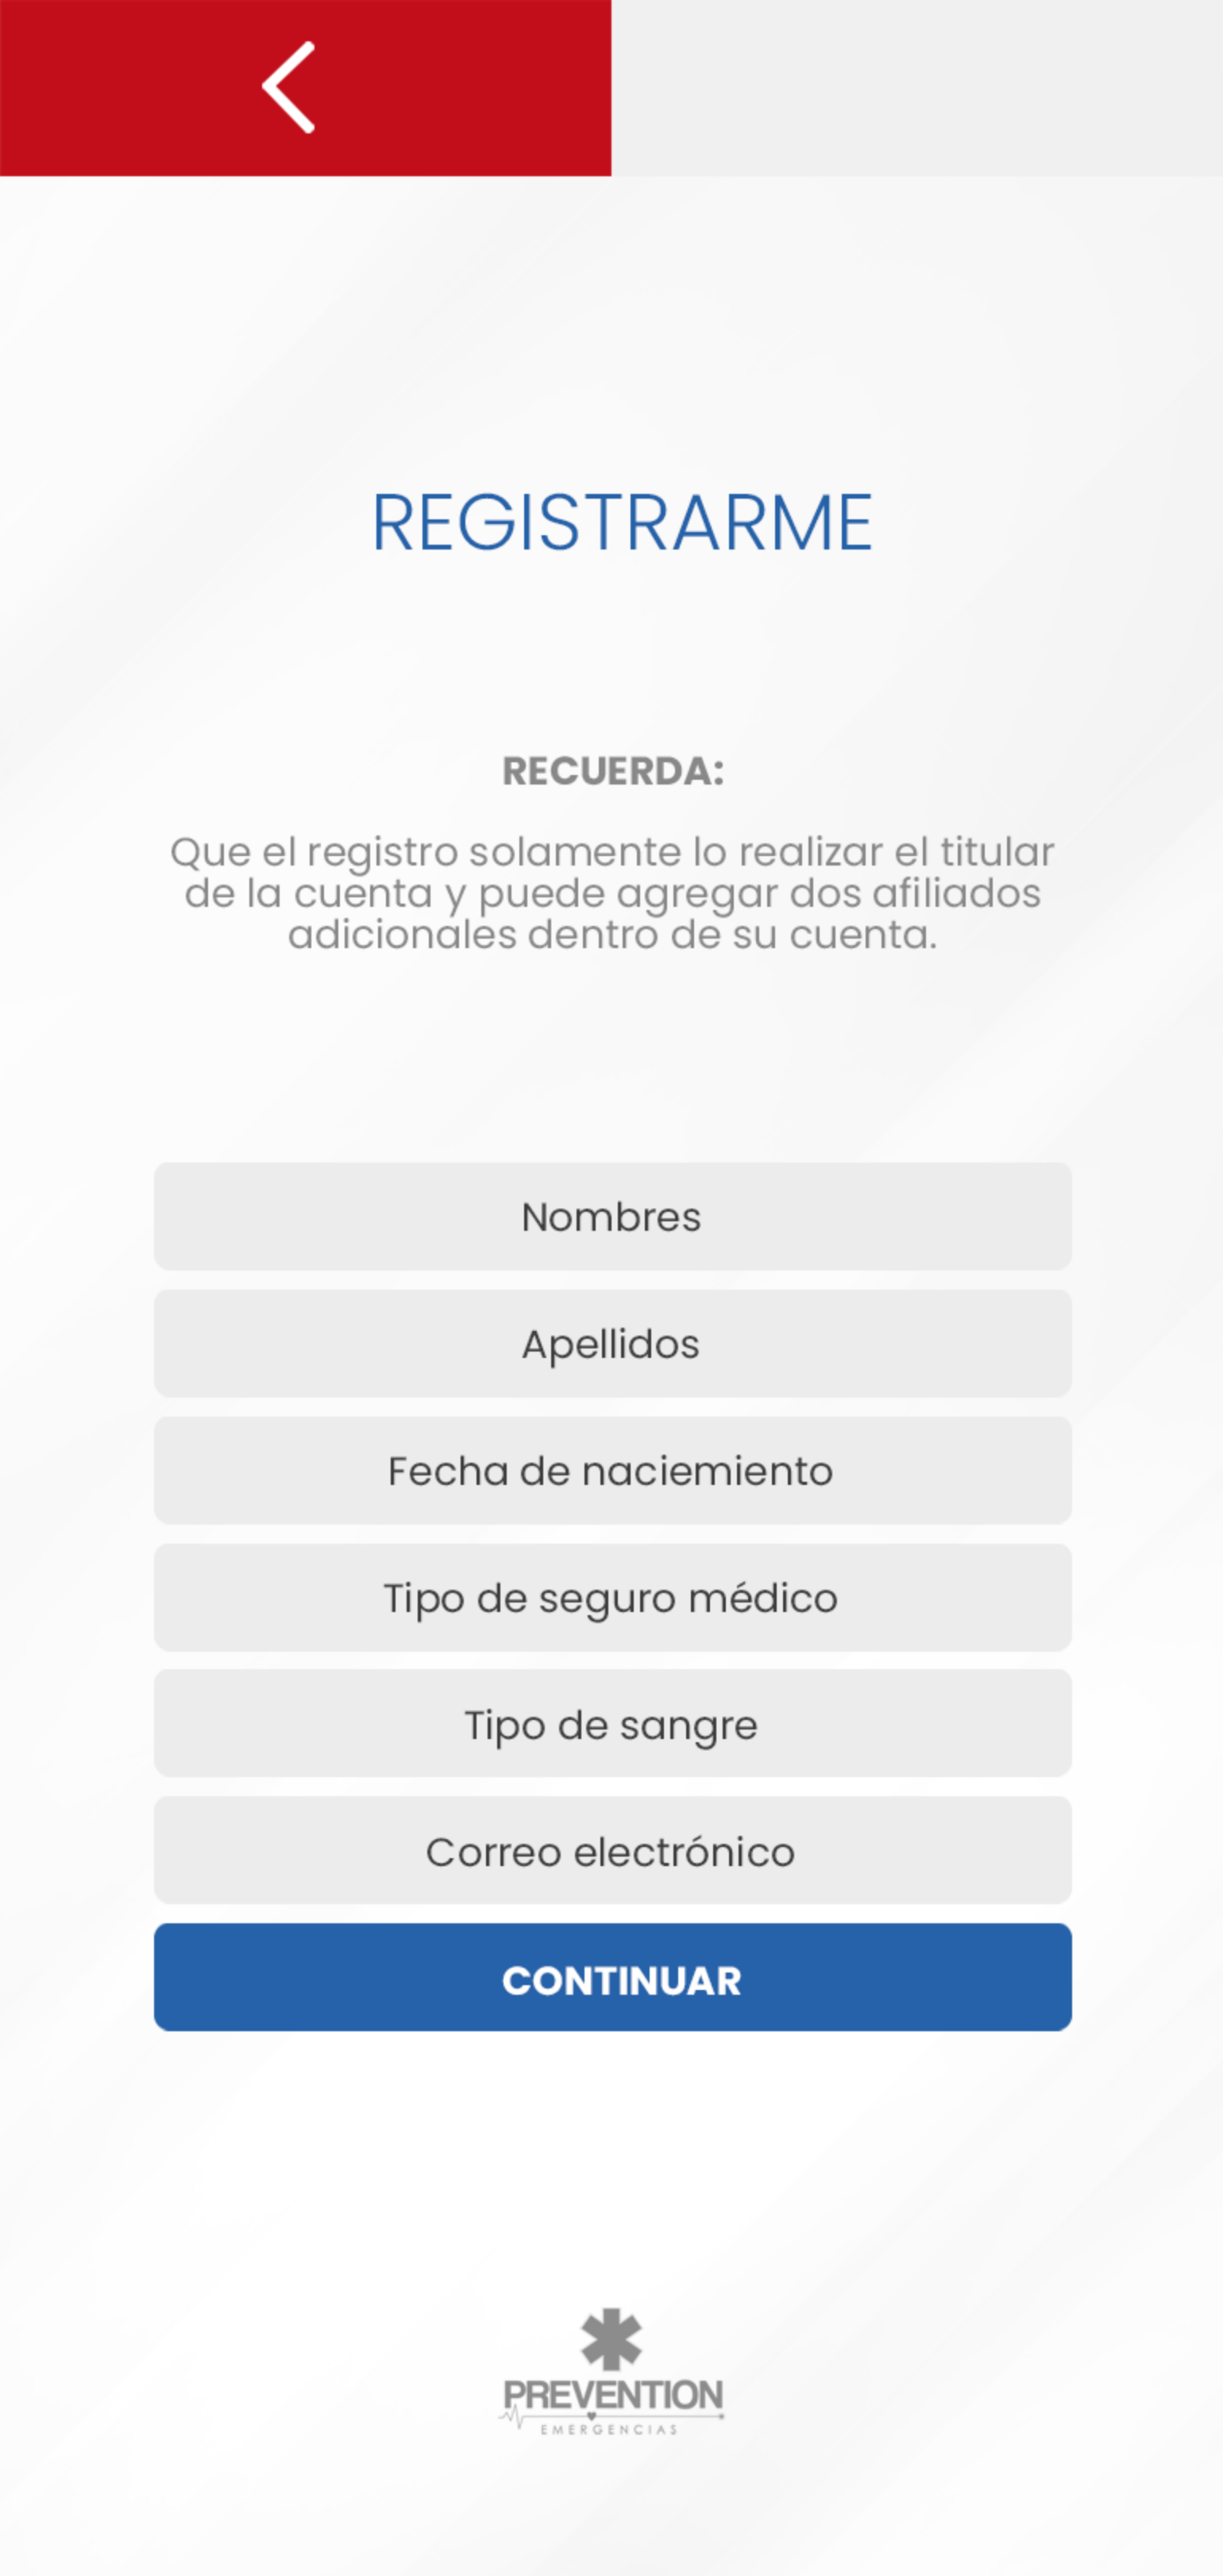 REGISTRARME
RECUERDA:
Que el registro solamente lo realizar el titular
de la cuenta y puede agregar dos afiliados
adicionales dentro de su cuenta.
Nombres
Apellidos
Fecha de naciemiento
Tipo de seguro médico
Tipo de sangre
Correo electrónico
CONTINUAR
PREVENTION
EMERGENCIAS